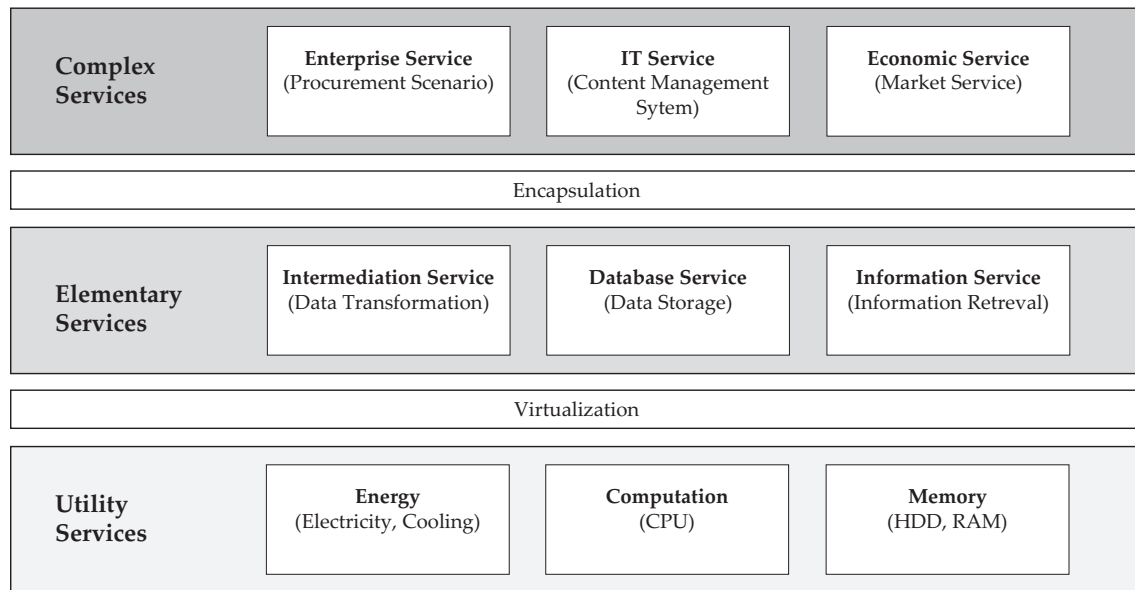 Complex
Services
Enterprise Service
(Procurement Scenario)
IT Service
(Content Management
Sytem)
Economic Service
(Market Service)
Encapsulation
Elementary
Services
Intermediation Service
(Data Transformation)
Database Service
(Data Storage)
Information Service
(Information Retreval)
Virtualization
Utility
Services
Energy
(Electricity, Cooling)
Computation
(CPU)
Memory
(HDD, RAM)